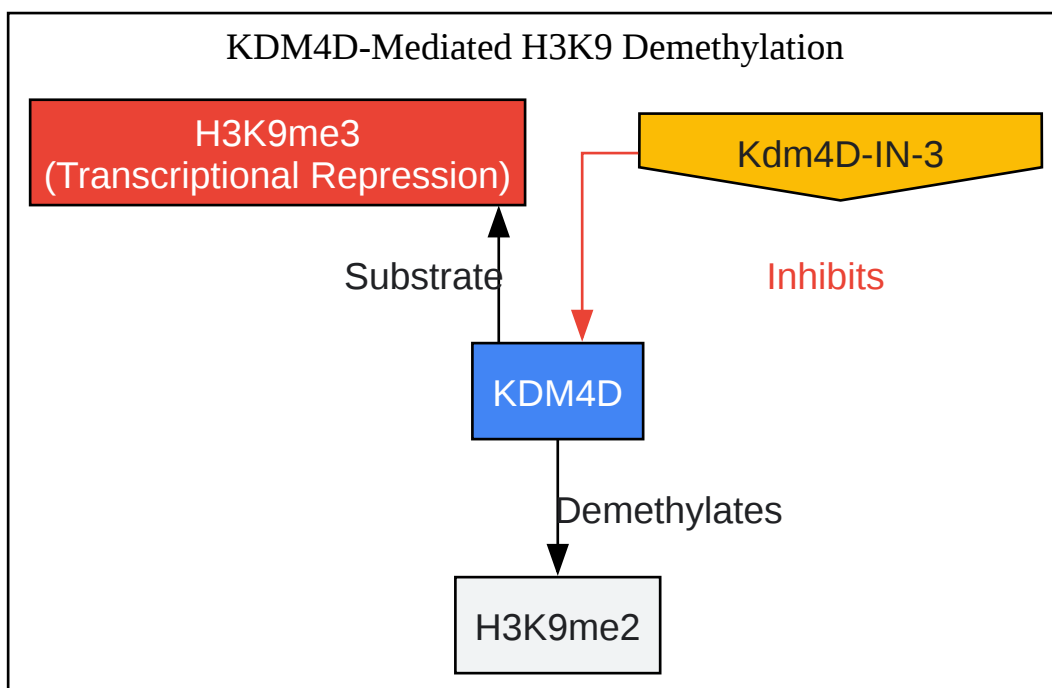 KDM4D-Mediated H3K9 Demethylation
H3K9me3
(Transcriptional Repression)
Kdm4D-IN-3
Substrate
Inhibits
KDM4D
Demethylates
H3K9me2